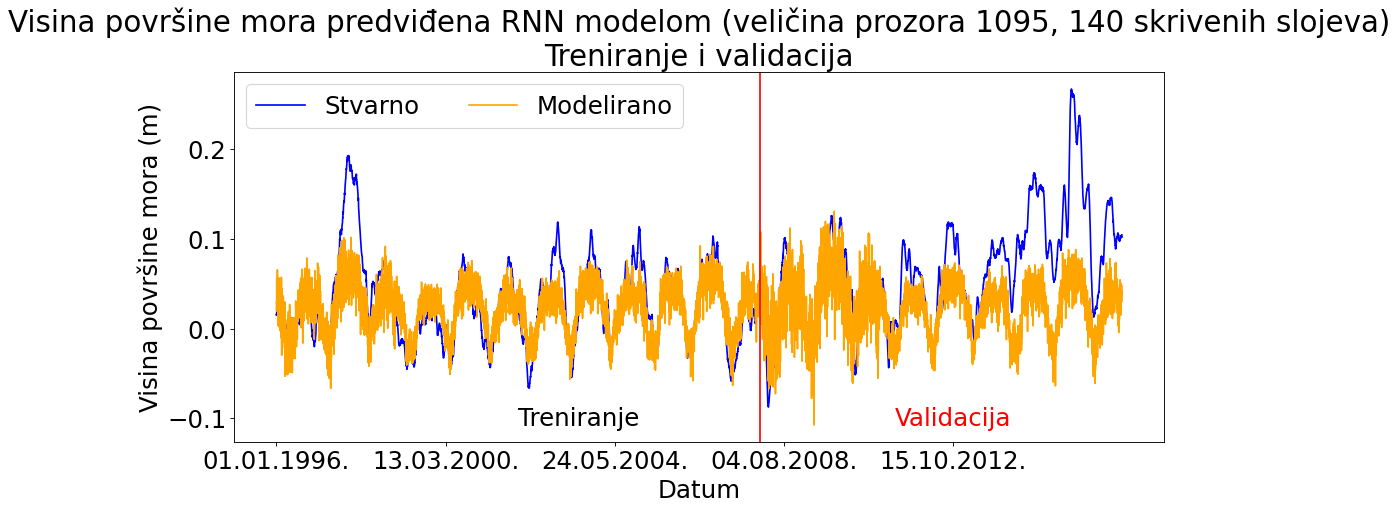 Visina površine mora predviđena RNN modelom (veličina prozora 1095, 140 skrivenih slojeva)
Treniranje i validacija
Stvarno
Modelirano
Visina površine mora (m)
0.2
0.1
0.0
−0.1
Treniranje
Validacija
01.01.1996.
13.03.2000.
24.05.2004.
04.08.2008.
15.10.2012.
Datum